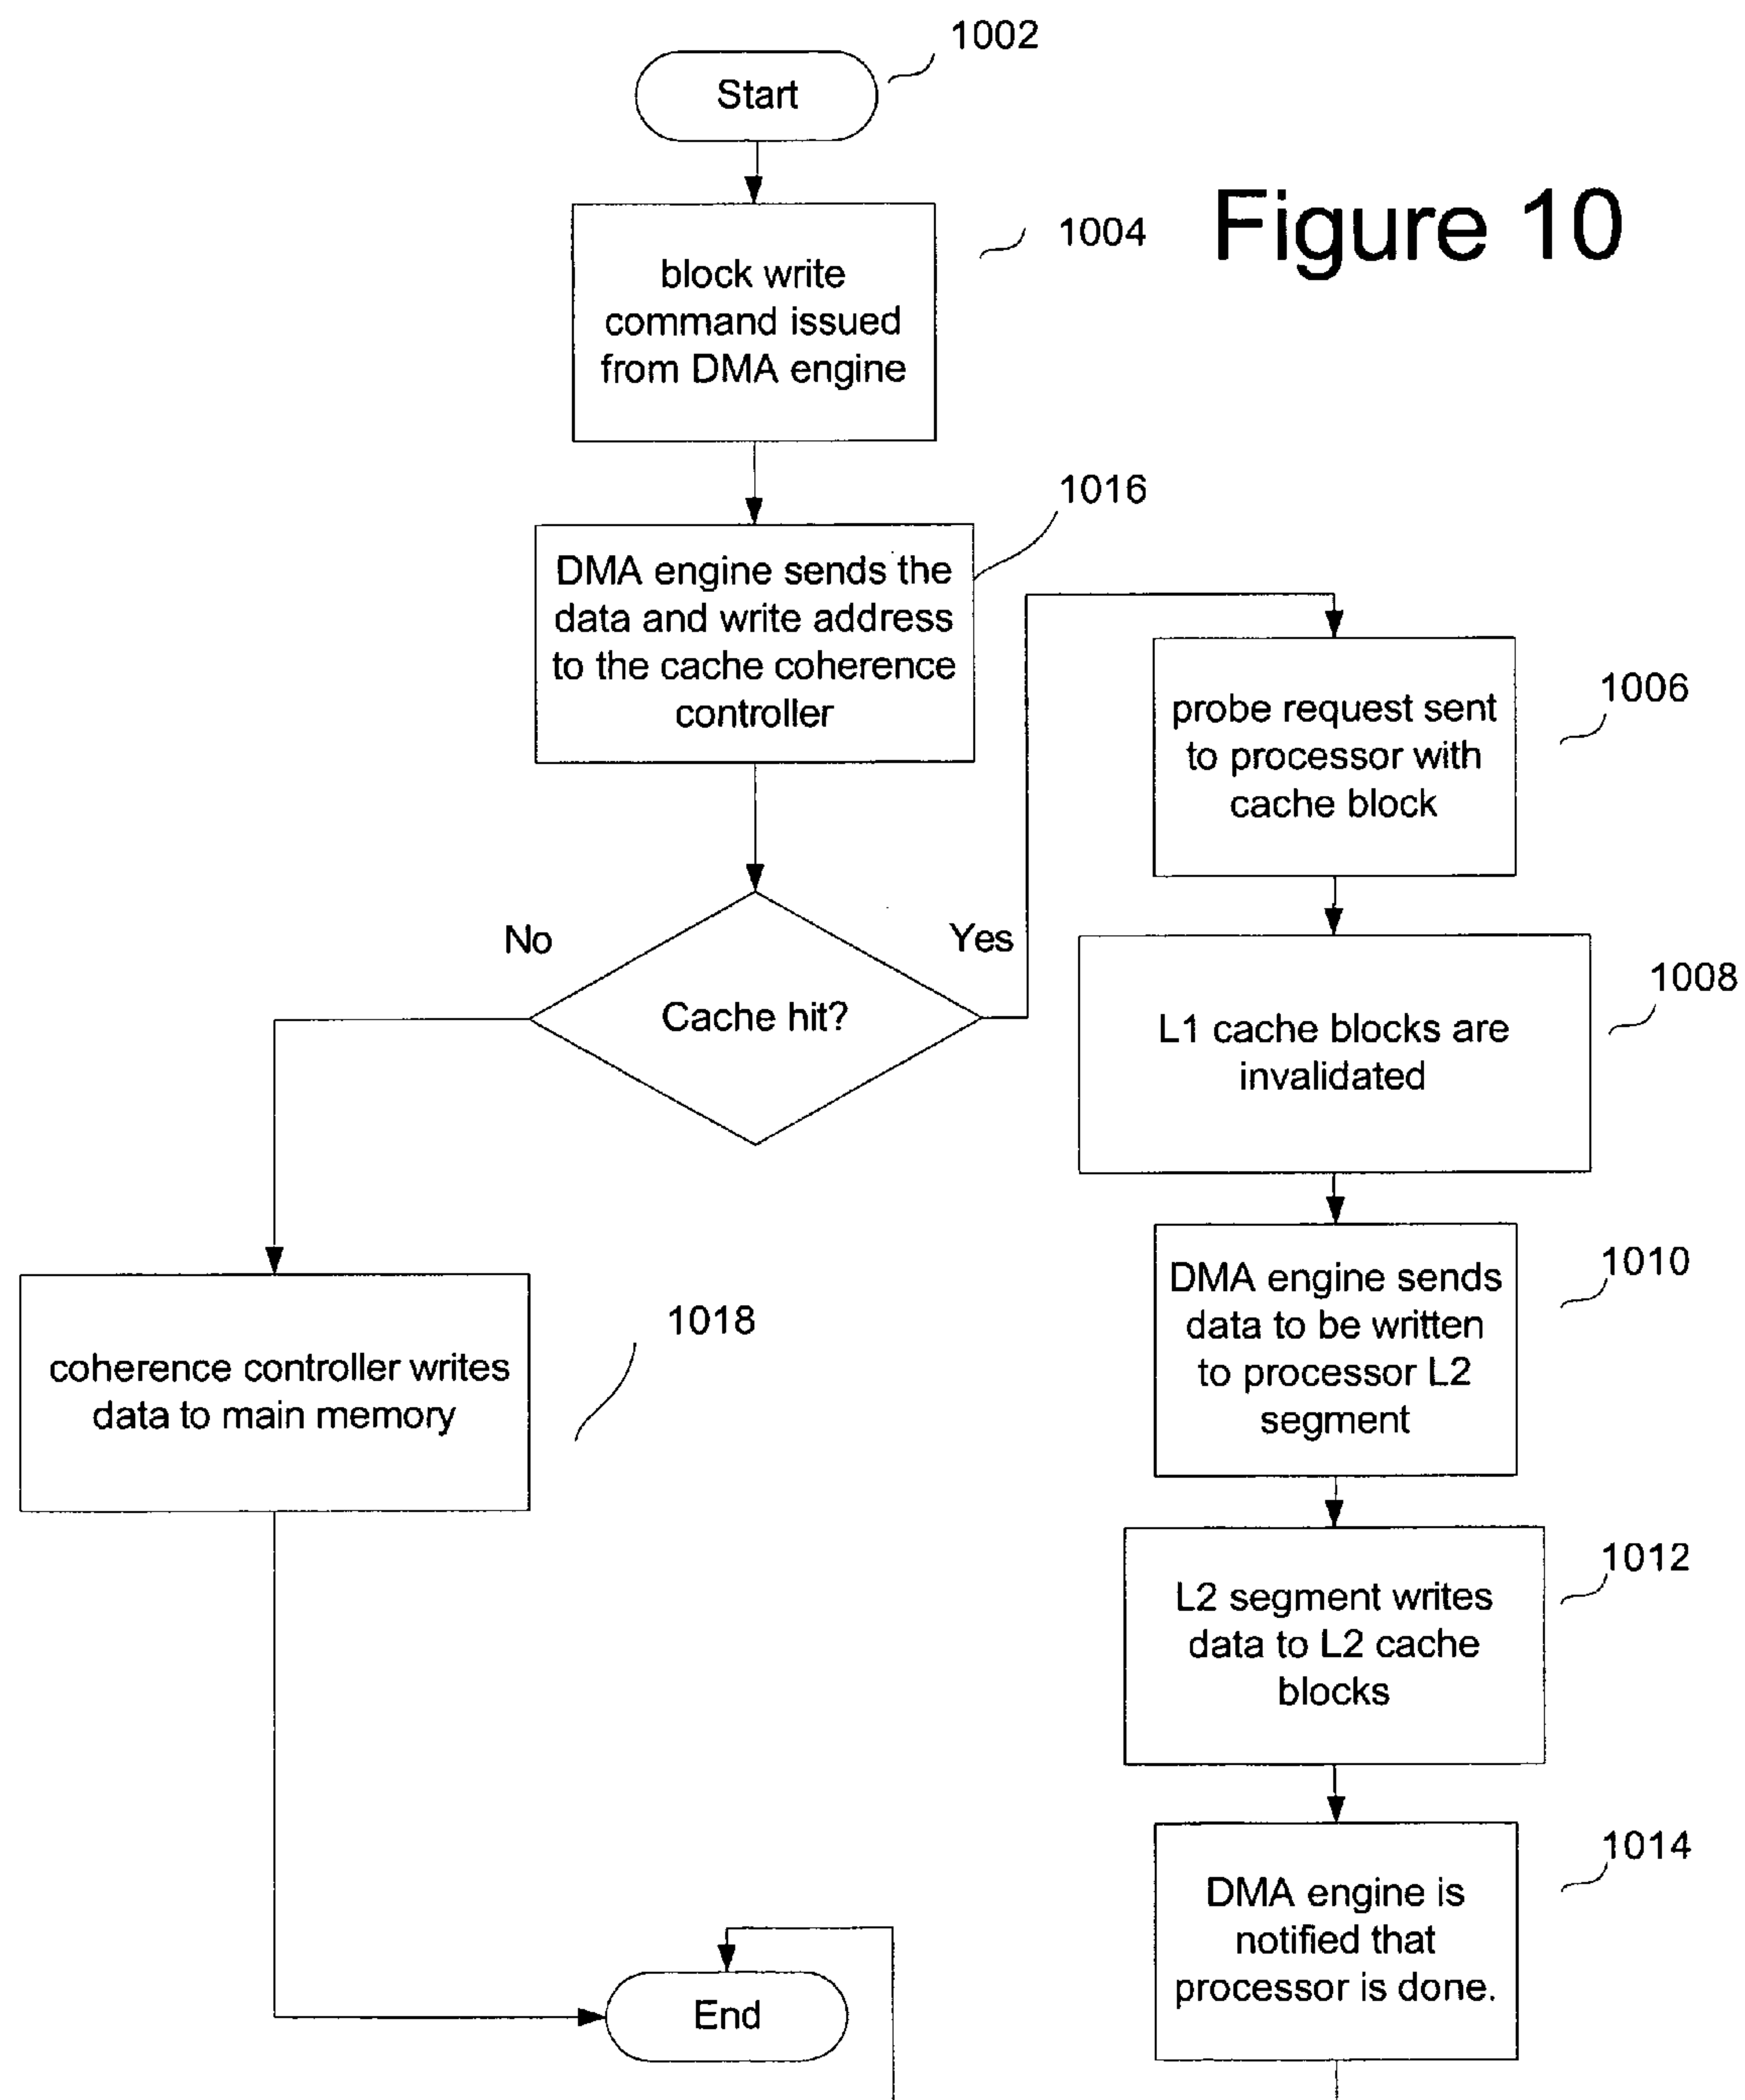 1002
Start
Figure 10
1004
block write
command issued
from DMA engine
1016
DMA engine sends the
data and write address
to the cache coherence
controller
1006
probe request sent
to processor with
cache block
No
Yes
Cache hit?
1008
L1 cache blocks are
invalidated
1010
DMA engine sends
data to be written
to processor L2
segment
1018
coherence controller writes
data to main memory
1012
L2 segment writes
data to L2 cache
blocks
1014
DMA engine is
notified that
processor is done.
End